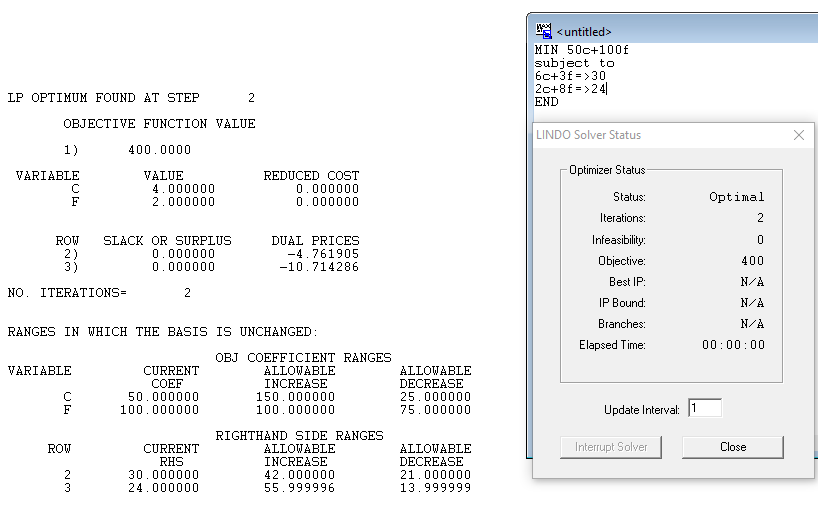 LP OPTIMUM FOUND AT STEP 2
OBJECTIVE FUNCTION VALUE
1) 400.0000
VARIABLE VALUE REDUCED COST
C 4.000000 0.000000
F 2.000000 0.000000
ROW SLACK OR SURPLUS DUAL PRICES
2) 0.000000 -4.761905
3) 0.000000 -10.714286
NO. ITERATIONS= 2
RANGES IN WHICH THE BASIS IS UNCHANGED:
OBJ COEFFICIENT RANGES
VARIABLE CURRENT ALLOWABLE ALLOWABLE
COEF INCREASE DECREASE
C 50.000000 150.000000 25.000000
F 100.000000 100.000000 75.000000
RIGHTHAND SIDE RANGES
ROW CURRENT ALLOWABLE ALLOWABLE
RHS INCREASE DECREASE
2 30.000000 42.000000 21.000000
3 24.000000 55.999996 13.999999
<untitled>
MIN 50c+100f
subject to
6c+3f=>30
2c+8f=>24
END
LINDO Solver Status
Optimizer Status
Status: Optimal
Iterations: 2
Infeasibility: 0
Objective: 400
Best IP: N/A
IP Bound: N/A
Branches: N/A
Elapsed Time: 00:00:00
Update Interval: 1
Interrupt Solver Close